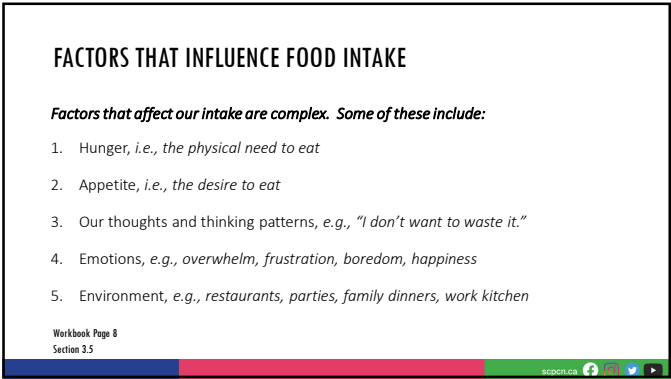 FACTORS THAT INFLUENCE FOOD INTAKE
Factors that affect our intake are complex. Some of these include:
1. Hunger, i.e., the physical need to eat
2. Appetite, i.e., the desire to eat
3. Our thoughts and thinking patterns, e.g., “I don’t want to waste it.”
4. Emotions, e.g., overwhelm, frustration, boredom, happiness
5. Environment, e.g., restaurants, parties, family dinners, work kitchen
Workbook Page 8
Section 3.5
scpcn.ca